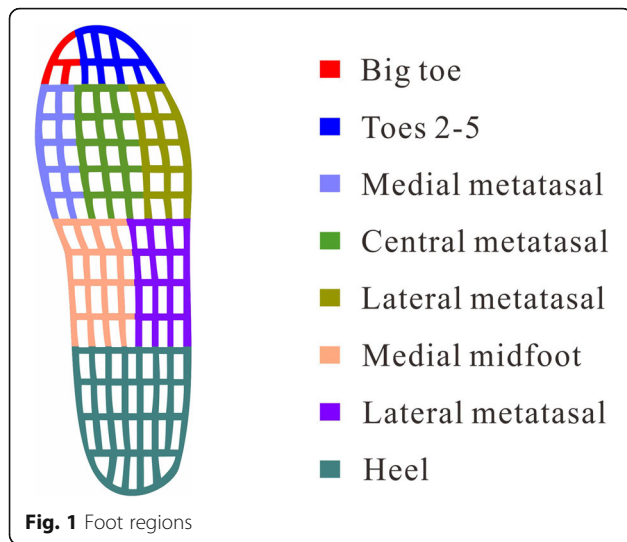 Big toe
Toes 2-5
Medial metatasal
Central metatasal
Lateral metatasal
Medial midfoot
Lateral metatasal
Heel
Fig. 1 Foot regions